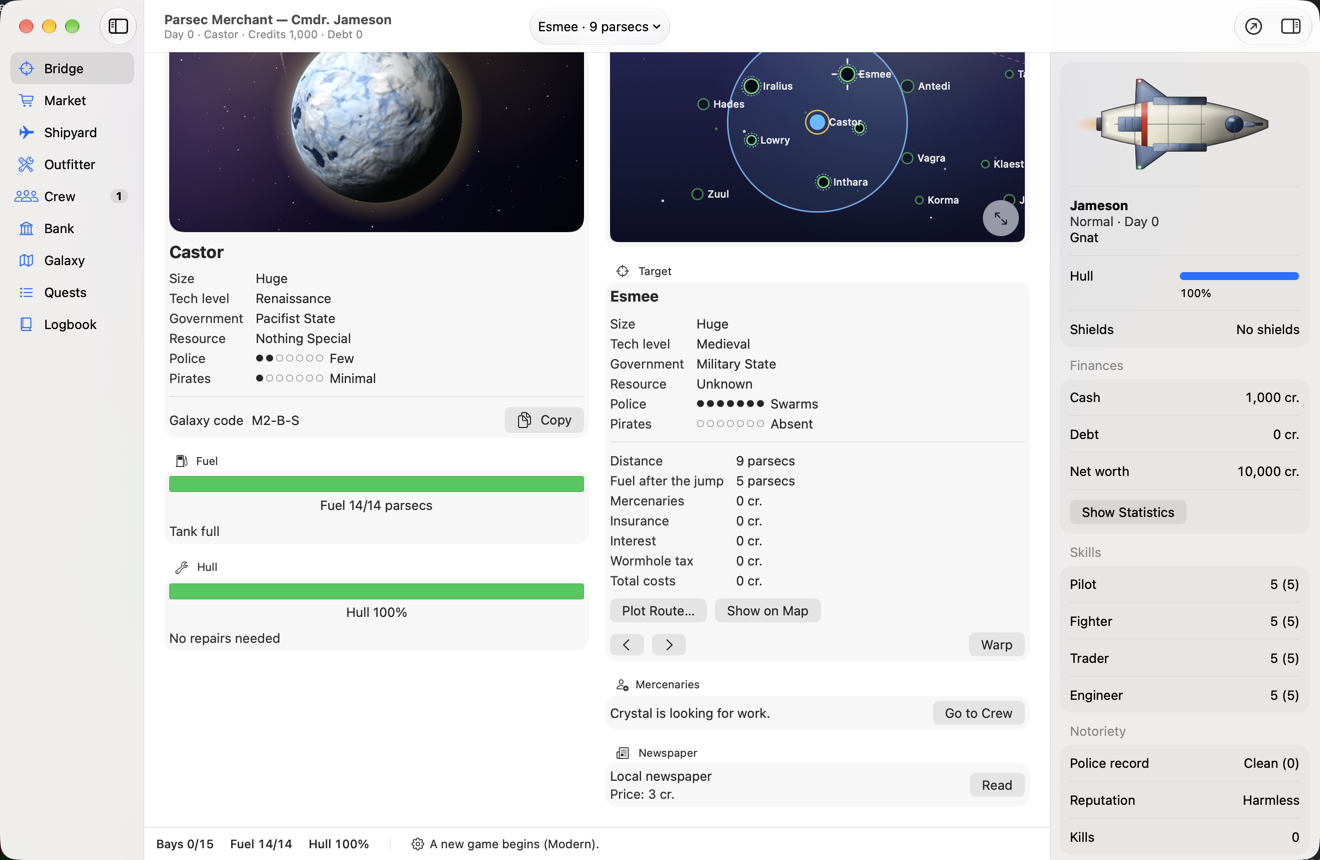 Parsec Merchant — Cmdr. Jameson
Day 0 · Castor · Credits 1,000 · Debt 0
Esmee · 9 parsecs
Bridge
Market
Shipyard
Outfitter
Crew 1
Bank
Galaxy
Quests
Logbook
Castor
Size Huge
Tech level Renaissance
Government Pacifist State
Resource Nothing Special
Police Few
Pirates Minimal
Galaxy code M2-B-S
Copy
Fuel
Fuel 14/14 parsecs
Tank full
Hull
Hull 100%
No repairs needed
Esmee
Iralius
Antedi
Hades
Castor
Lowry
Vagra
Klaest
Inthara
Zuul
Korma
Target
Esmee
Size Huge
Tech level Medieval
Government Military State
Resource Unknown
Police Swarms
Pirates Absent
Distance 9 parsecs
Fuel after the jump 5 parsecs
Mercenaries 0 cr.
Insurance 0 cr.
Interest 0 cr.
Wormhole tax 0 cr.
Total costs 0 cr.
Plot Route... Show on Map
Warp
Mercenaries
Crystal is looking for work.
Go to Crew
Newspaper
Local newspaper
Price: 3 cr.
Read
Jameson
Normal · Day 0
Gnat
Hull
100%
Shields No shields
Finances
Cash 1,000 cr.
Debt 0 cr.
Net worth 10,000 cr.
Show Statistics
Skills
Pilot 5 (5)
Fighter 5 (5)
Trader 5 (5)
Engineer 5 (5)
Notoriety
Police record Clean (0)
Reputation Harmless
Kills 0
Bays 0/15 Fuel 14/14 Hull 100% A new game begins (Modern).